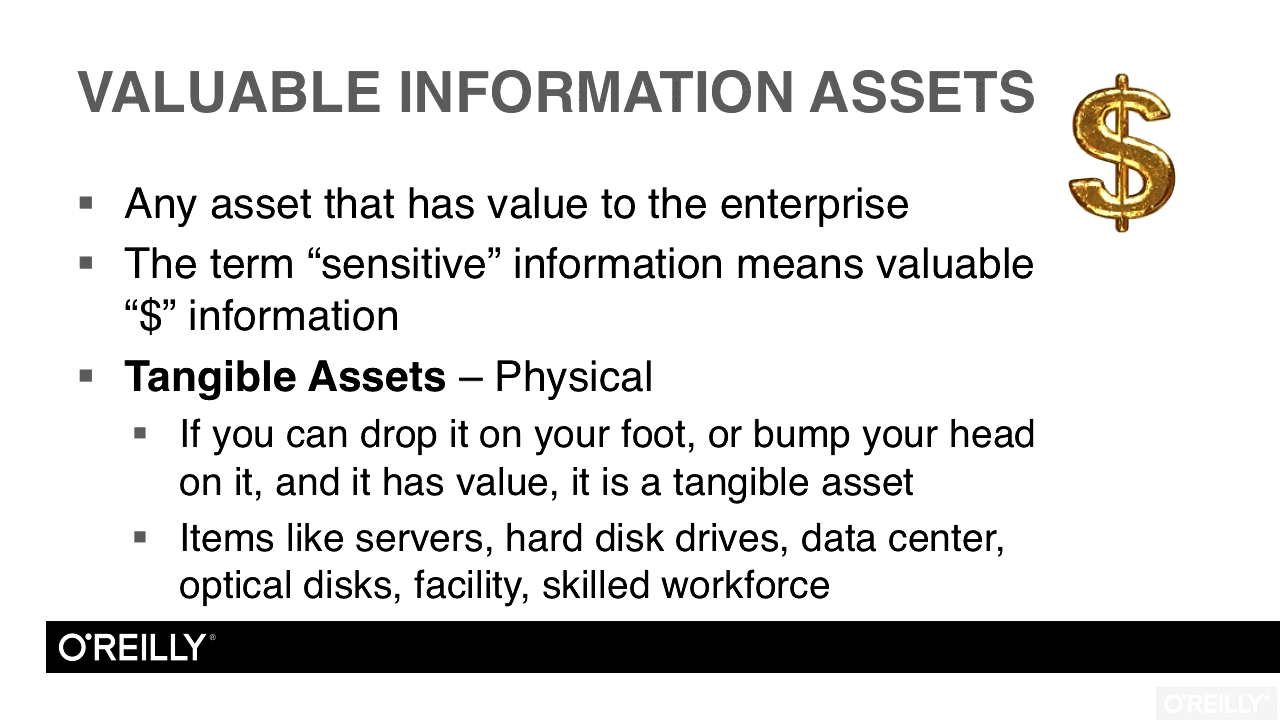 VALUABLE INFORMATION ASSETS
$
▪ Any asset that has value to the enterprise
▪ The term “sensitive” information means valuable
“$” information
▪ Tangible Assets – Physical
▪ If you can drop it on your foot, or bump your head
on it, and it has value, it is a tangible asset
▪ Items like servers, hard disk drives, data center,
optical disks, facility, skilled workforce
O'REILLY®
O'REILLY®